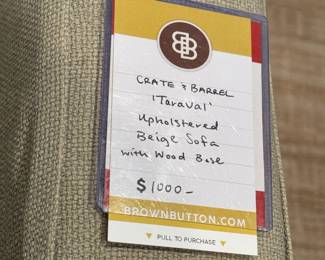 BB
CRATE & BARREL
'Taraval'
Upholstered
Beige Sofa
with Wood Base
$1000-
BROWNBUTTON.COM
▼ PULL TO PURCHASE ▼